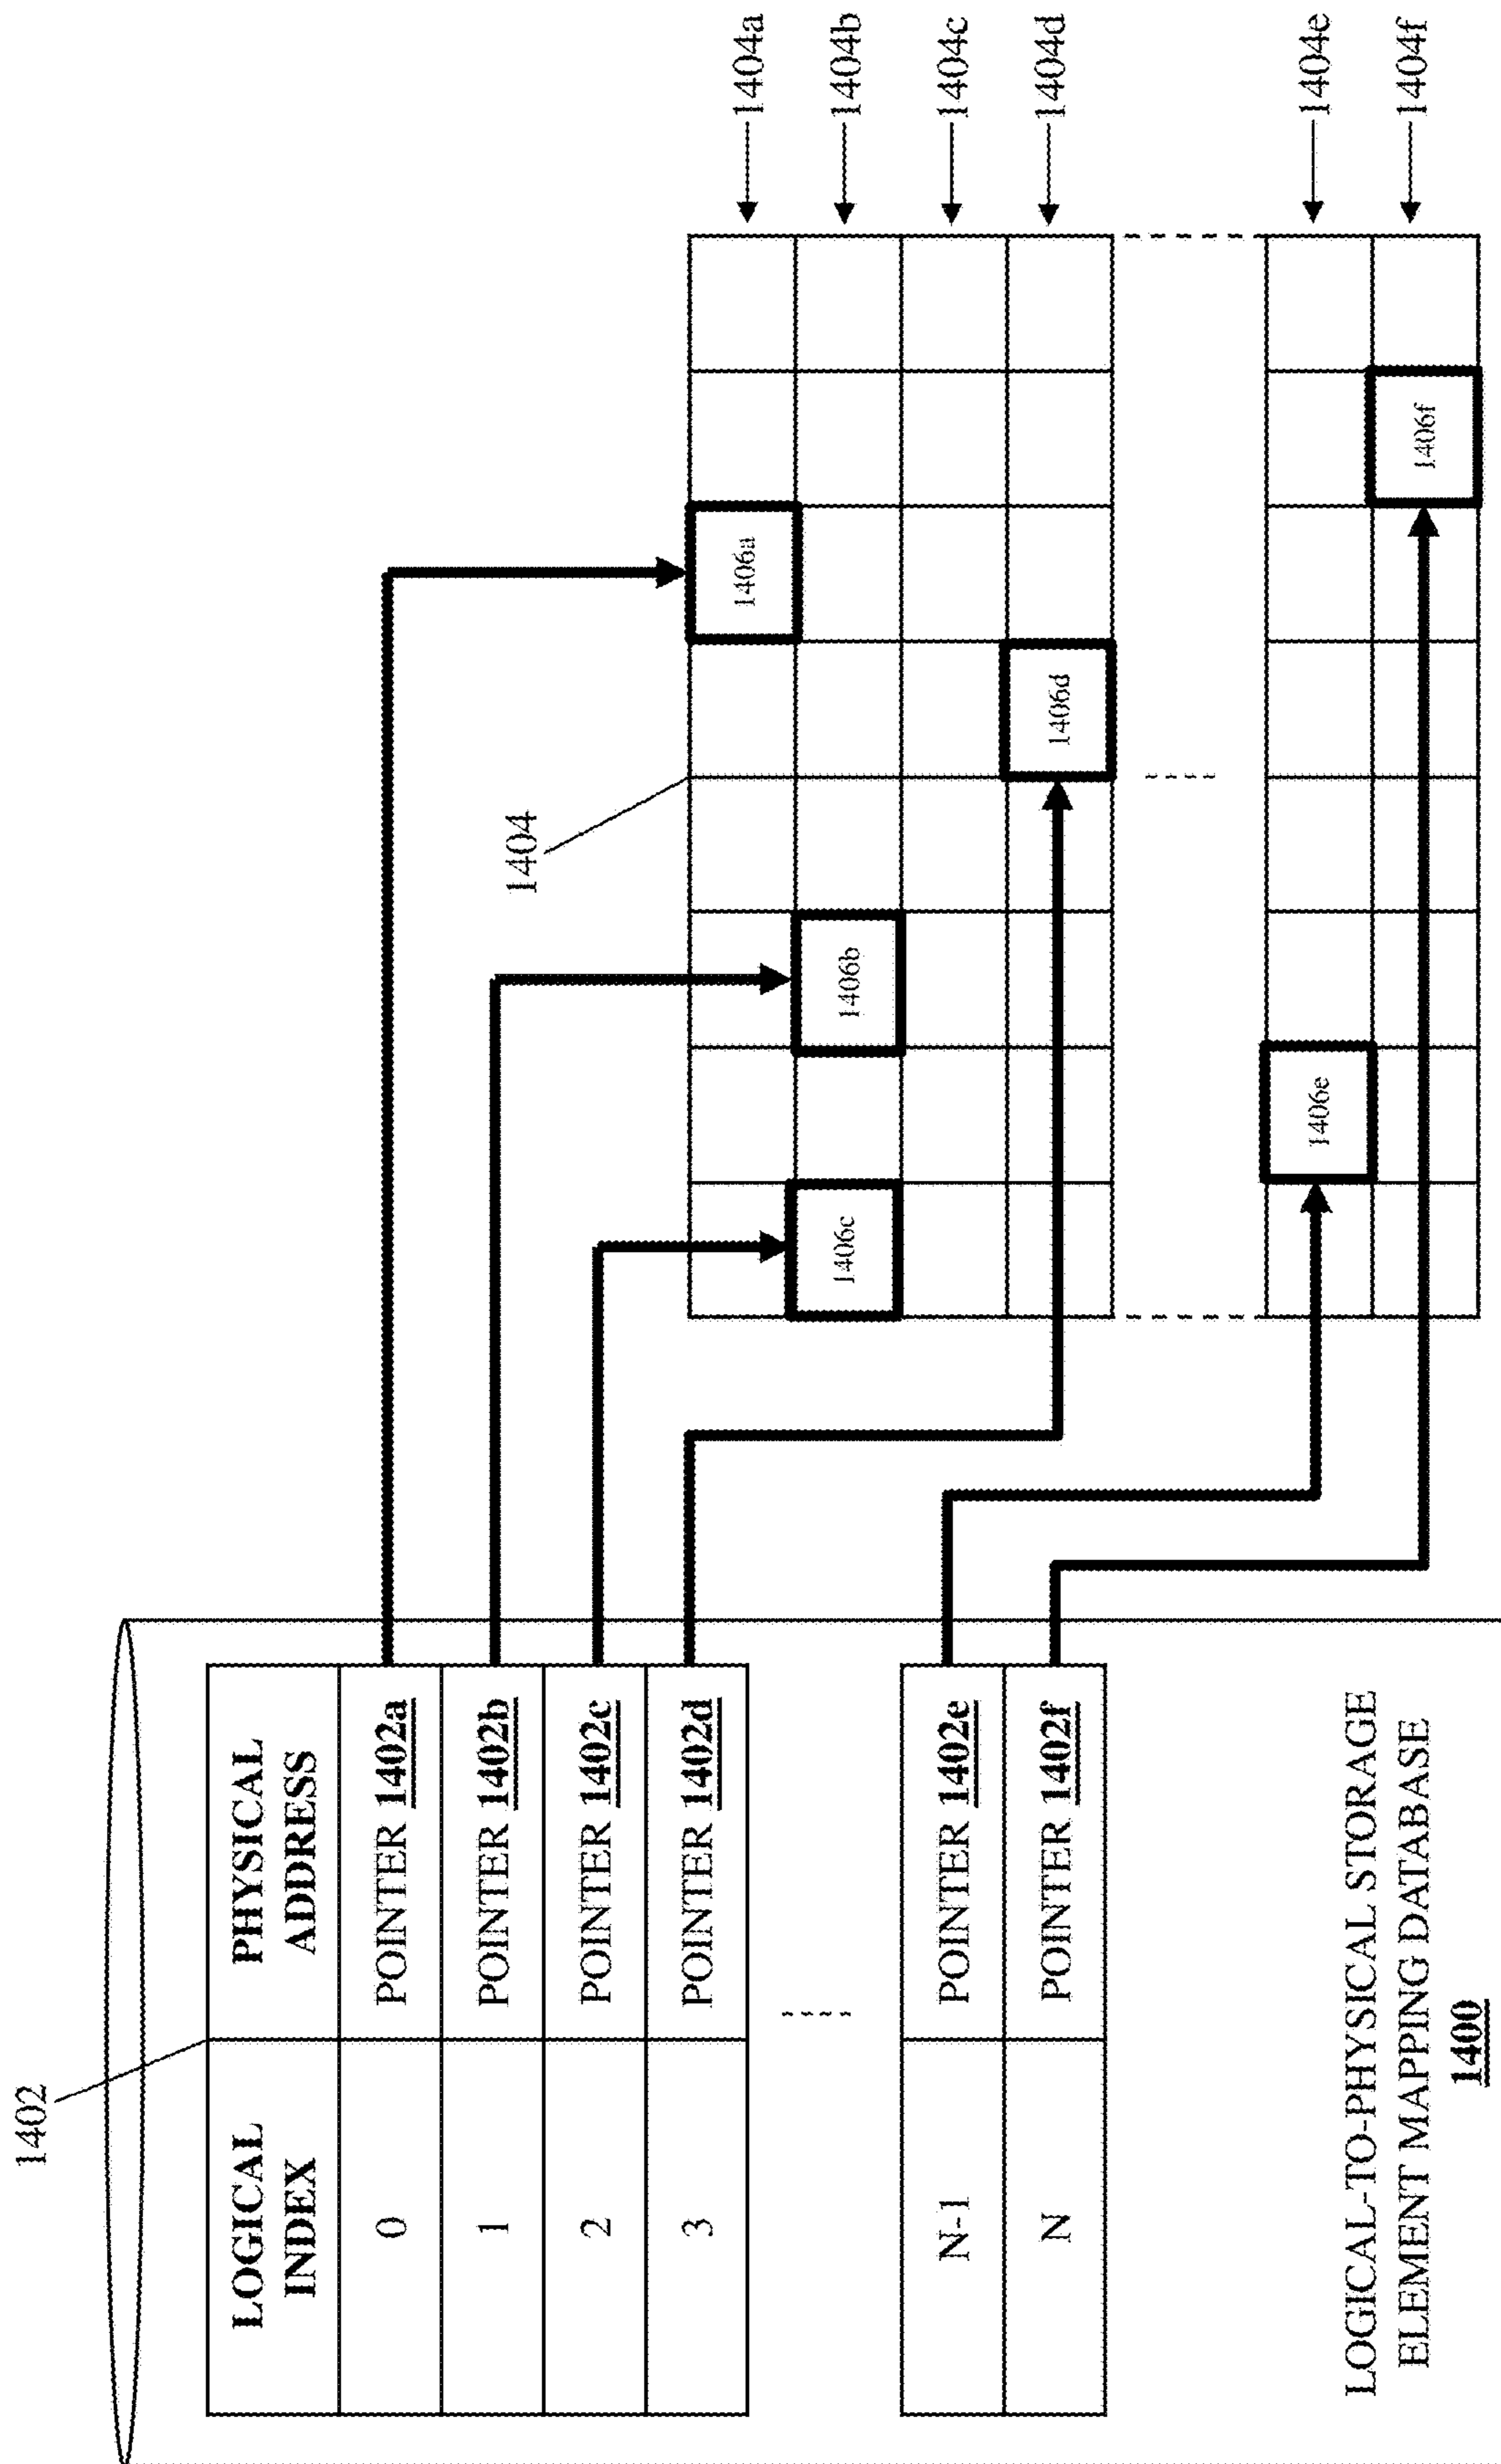 1402
LOGICAL
INDEX
PHYSICAL
ADDRESS
0
POINTER 1402a
1
POINTER 1402b
2
POINTER 1402c
3
POINTER 1402d
N-1
POINTER 1402e
N
POINTER 1402f
LOGICAL-TO-PHYSICAL STORAGE
ELEMENT MAPPING DATABASE
1400
1404
1406a
1404a
1406c
1406b
1404b
1404c
1406d
1404d
1406e
1404e
1406f
1404f